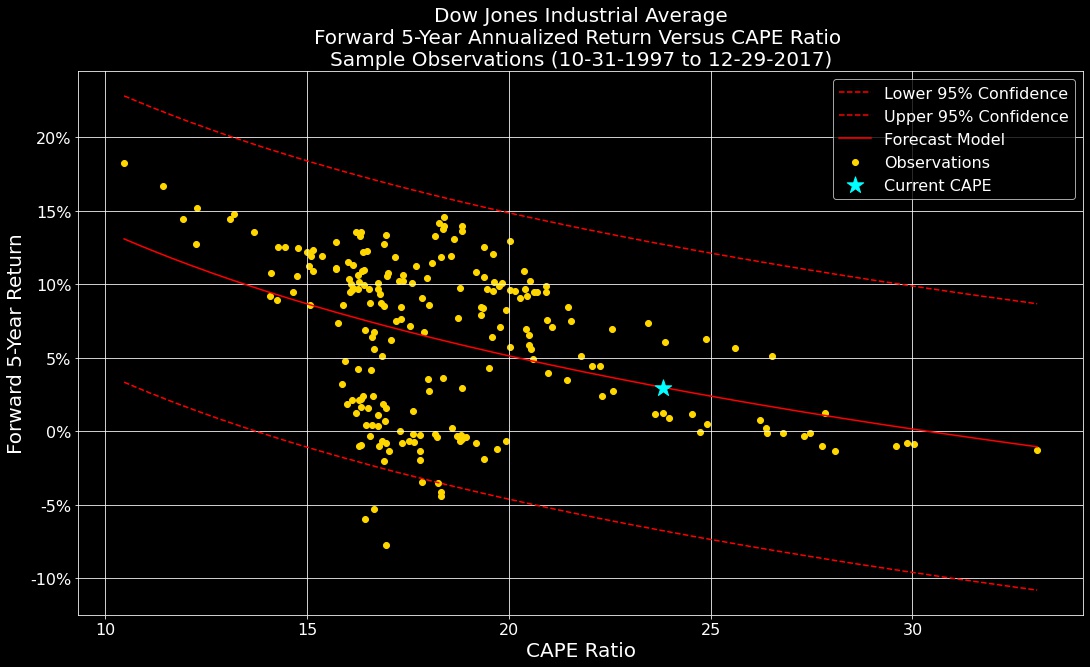 Dow Jones Industrial Average
Forward 5-Year Annualized Return Versus CAPE Ratio
Sample Observations (10-31-1997 to 12-29-2017)
Lower 95% Confidence
Upper 95% Confidence
Forecast Model
Observations
Current CAPE
Forward 5-Year Return
20%
15%
10%
5%
0%
-5%
-10%
10 15 20 25 30
CAPE Ratio